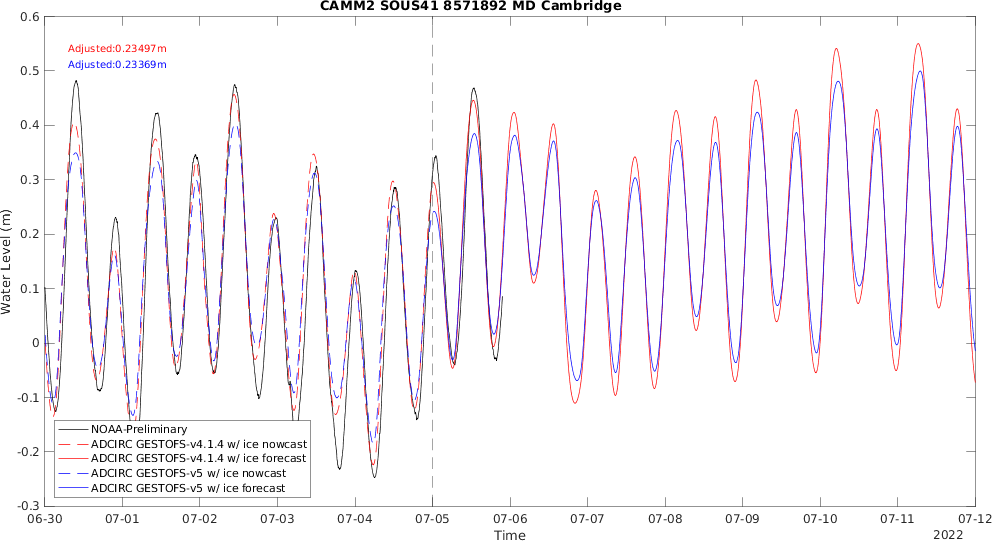 CAMM2 SOUS41 8571892 MD Cambridge
0.6
Adjusted:0.23497m
Adjusted:0.23369m
0.5
0.4
0.3
0.2
0.1
0
-0.1
-0.2
-0.3
Water Level (m)
NOAA-Preliminary
ADCIRC GESTOFS-v4.1.4 w/ ice nowcast
ADCIRC GESTOFS-v4.1.4 w/ ice forecast
ADCIRC GESTOFS-v5 w/ ice nowcast
ADCIRC GESTOFS-v5 w/ ice forecast
06-30 07-01 07-02 07-03 07-04 07-05 07-06 07-07 07-08 07-09 07-10 07-11 07-12
Time
2022